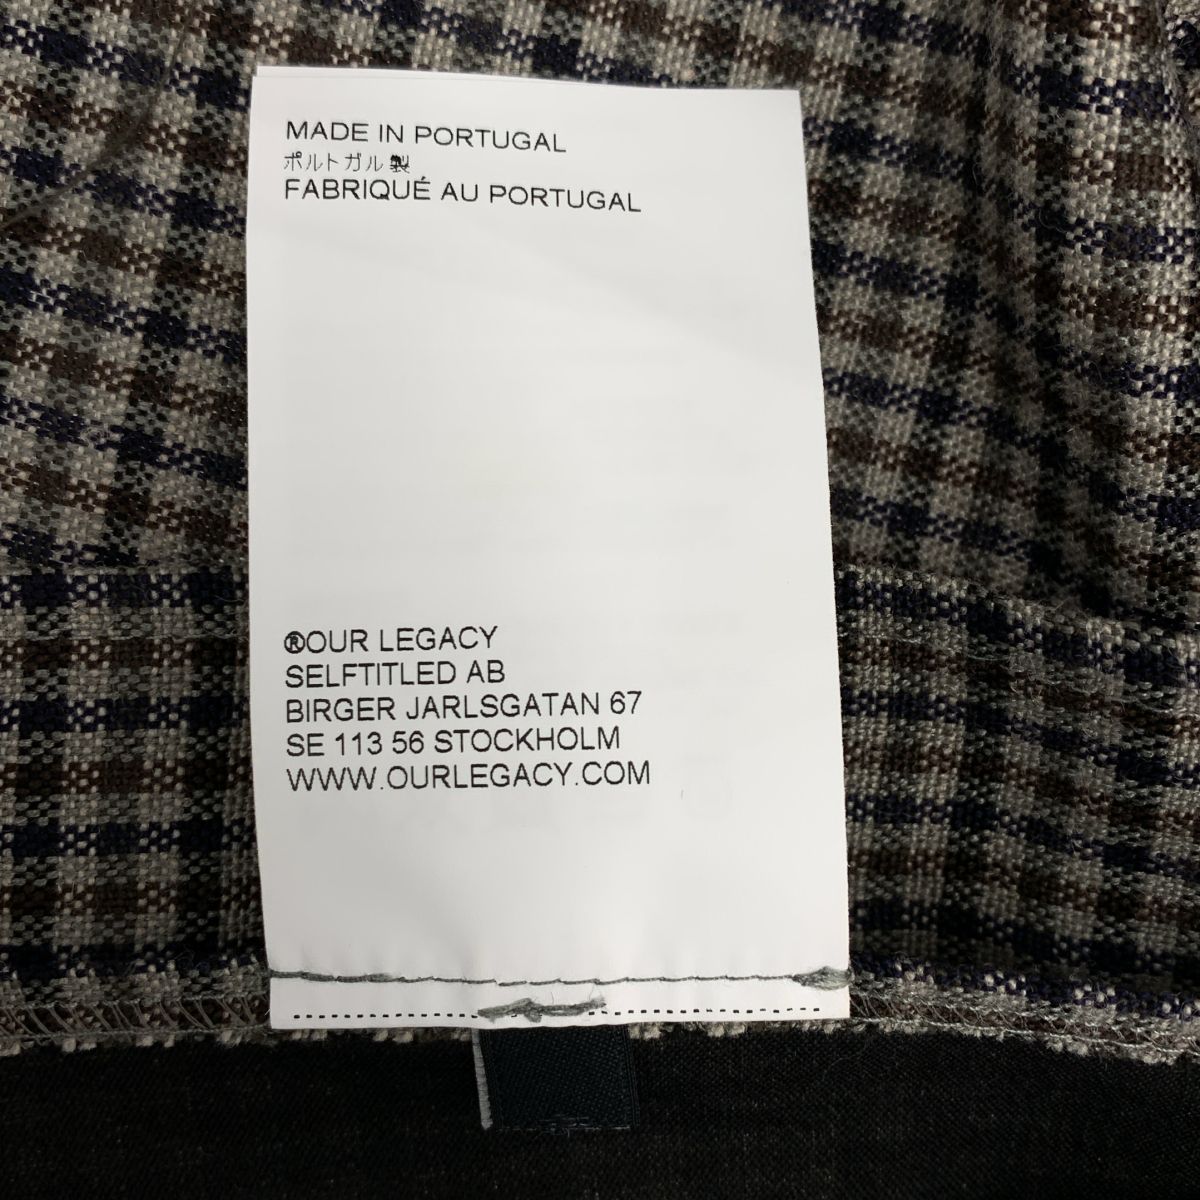 MADE IN PORTUGAL
ポルトガル製
FABRIQUÉ AU PORTUGAL
®OUR LEGACY
SELFTITLED AB
BIRGER JARLSGATAN 67
SE 113 56 STOCKHOLM
WWW.OURLEGACY.COM